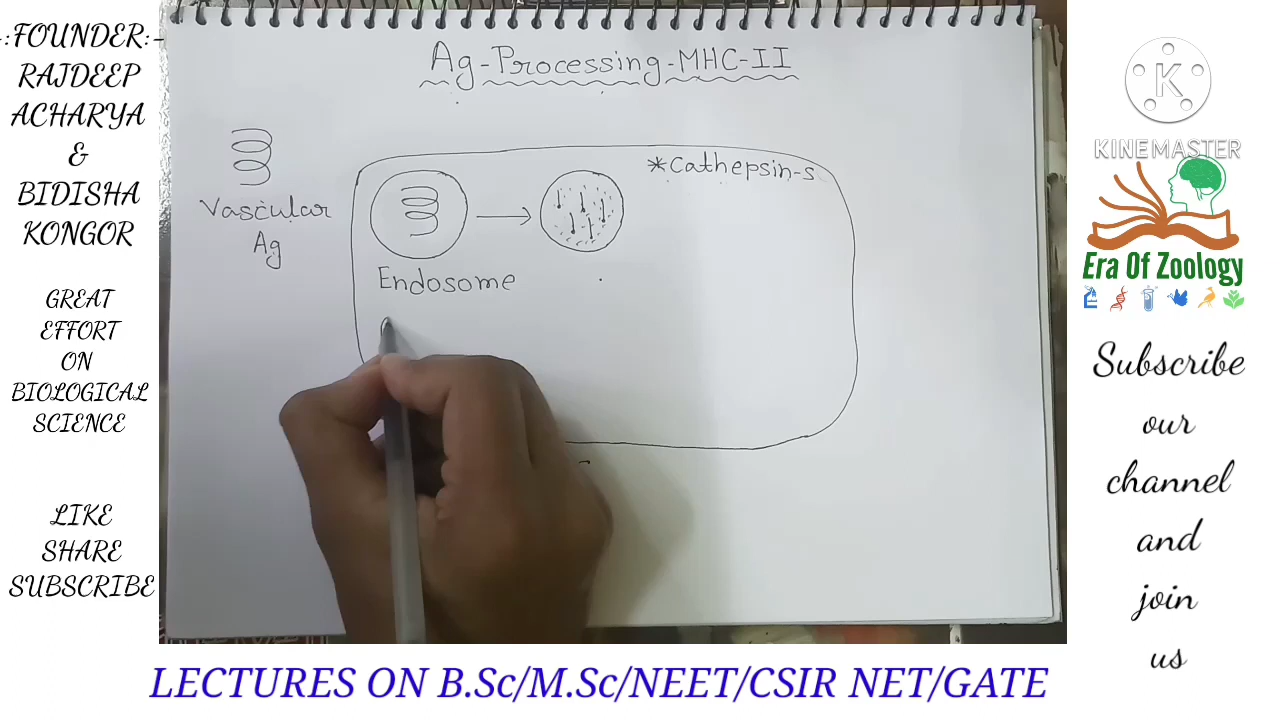 :FOUNDER:-
RAJDEEP
ACHARYA
&
BIDISHA
KONGOR
GREAT
EFFORT
ON
BIOLOGICAL
SCIENCE
LIKE
SHARE
SUBSCRIBE
Ag-Processing-MHC-II
*Cathepsin-s
Vascular
Ag
Endosome
K
KINEMASTER
Era Of Zoology
Subscribe
our
channel
and
join
us
LECTURES ON B.Sc/M.Sc/NEET/CSIR NET/GATE